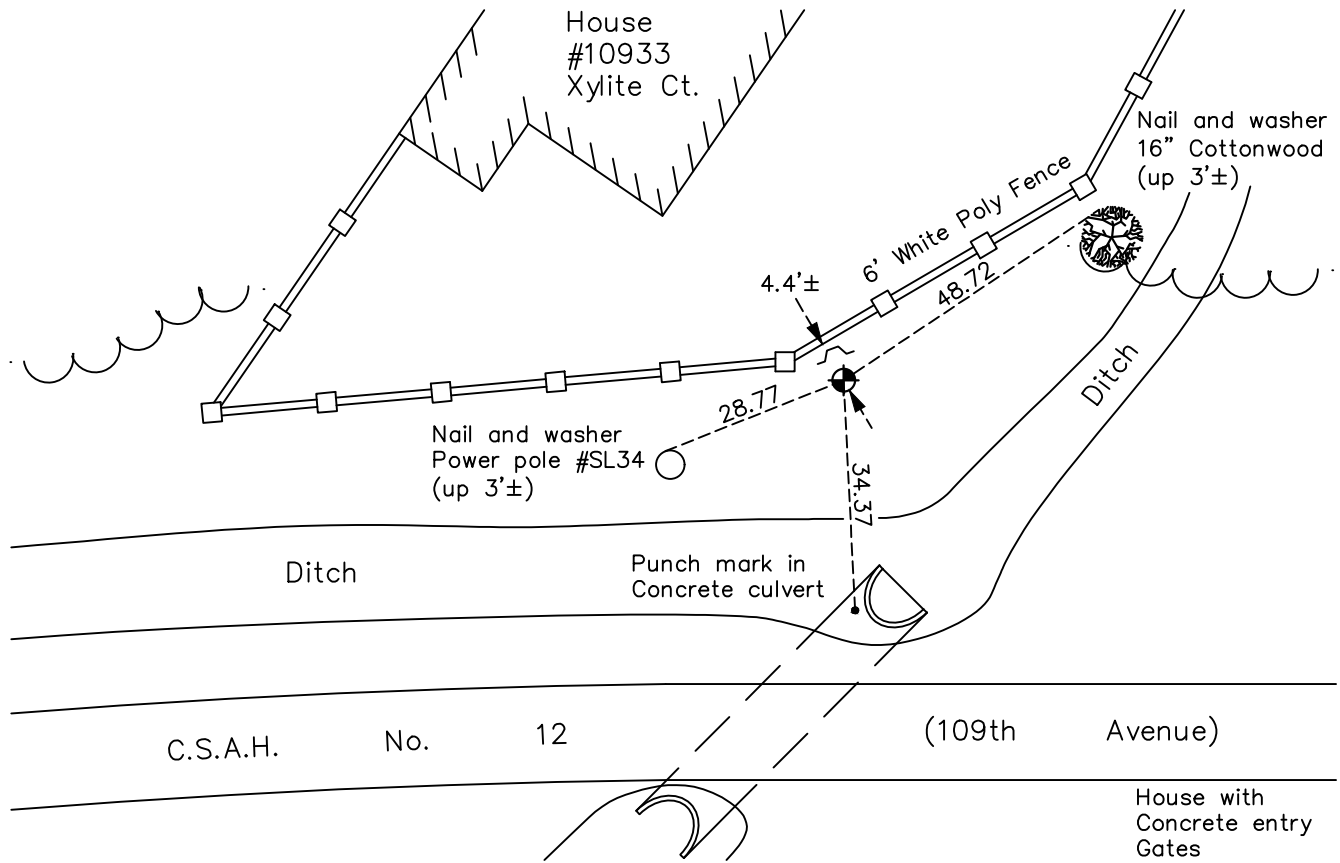 House
#10933
Xylite Ct.
Nail and washer
16" Cottonwood
(up 3'±)
6' White Poly Fence
4.4'±
48.72
28.77
Nail and washer
Power pole #SL34
(up 3'±)
34.37
Ditch
Ditch
Punch mark in
Concrete culvert
C.S.A.H. No. 12 (109th Avenue)
House with
Concrete entry
Gates